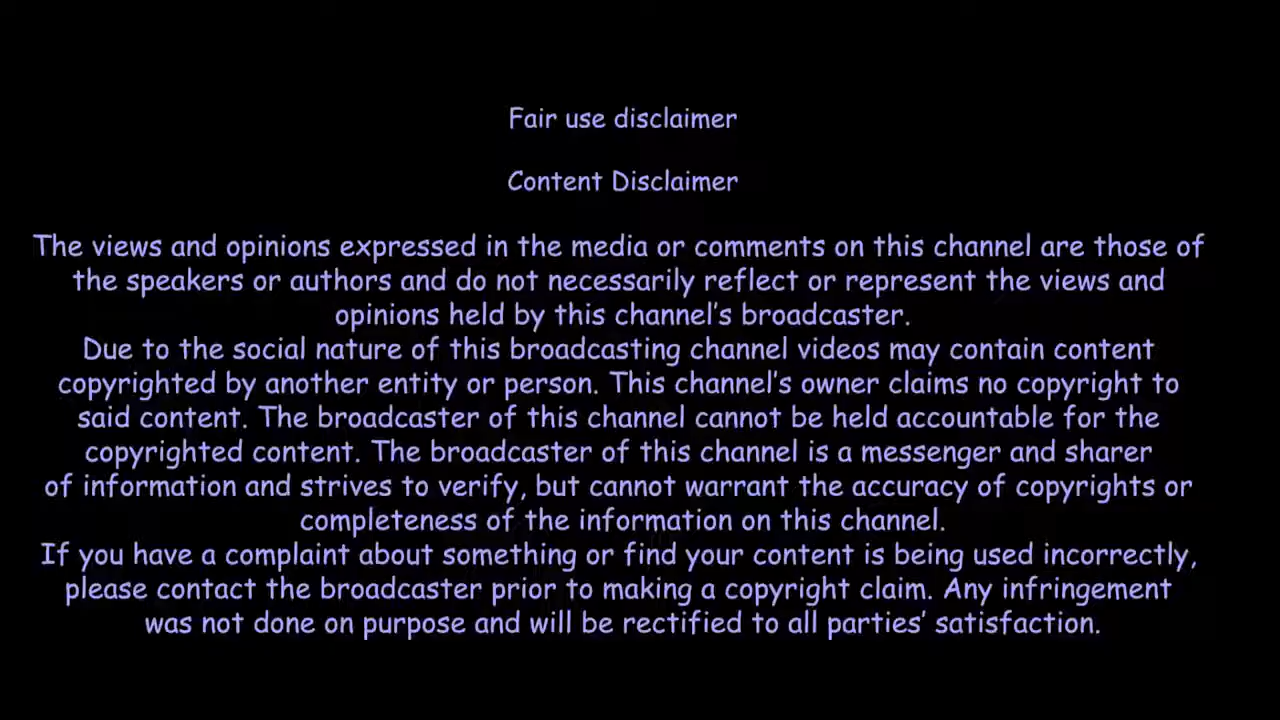 Fair use disclaimer
Content Disclaimer
The views and opinions expressed in the media or comments on this channel are those of
the speakers or authors and do not necessarily reflect or represent the views and
opinions held by this channel’s broadcaster.
Due to the social nature of this broadcasting channel videos may contain content
copyrighted by another entity or person. This channel’s owner claims no copyright to
said content. The broadcaster of this channel cannot be held accountable for the
copyrighted content. The broadcaster of this channel is a messenger and sharer
of information and strives to verify, but cannot warrant the accuracy of copyrights or
completeness of the information on this channel.
If you have a complaint about something or find your content is being used incorrectly,
please contact the broadcaster prior to making a copyright claim. Any infringement
was not done on purpose and will be rectified to all parties’ satisfaction.